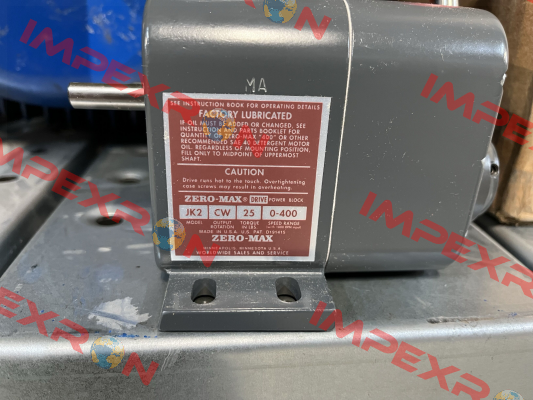 MA
SEE INSTRUCTION BOOK FOR OPERATING DETAILS
FACTORY LUBRICATED
IF OIL MUST BE ADDED OR CHANGED, SEE
INSTRUCTION AND PARTS BOOKLET FOR
QUANTITY OF ZERO-MAX "400" OR OTHER
RECOMMENDED SAE 40 DETERGENT MOTOR
OIL. REGARDLESS OF MOUNTING POSITION,
FILL ONLY TO MIDPOINT OF UPPERMOST
SHAFT.
CAUTION
Drive runs hot to the touch. Overtightening
case screws may result in overheating.
ZERO-MAX® DRIVE POWER BLOCK
JK2 CW 25 0-400
MODEL OUTPUT ROTATION TORQUE IN LBS. SPEED RANGE
MADE IN U.S.A. U.S. PAT.
ZERO-MAX
MINNEAPOLIS, MINNESOTA U.S.A.
WORLDWIDE SALES AND SERVICE
IMPEXRON
IMPEXRON
IMPEXRON
IMPEXRON
IMPEXRON
IMPEXRON
IMPEXRON